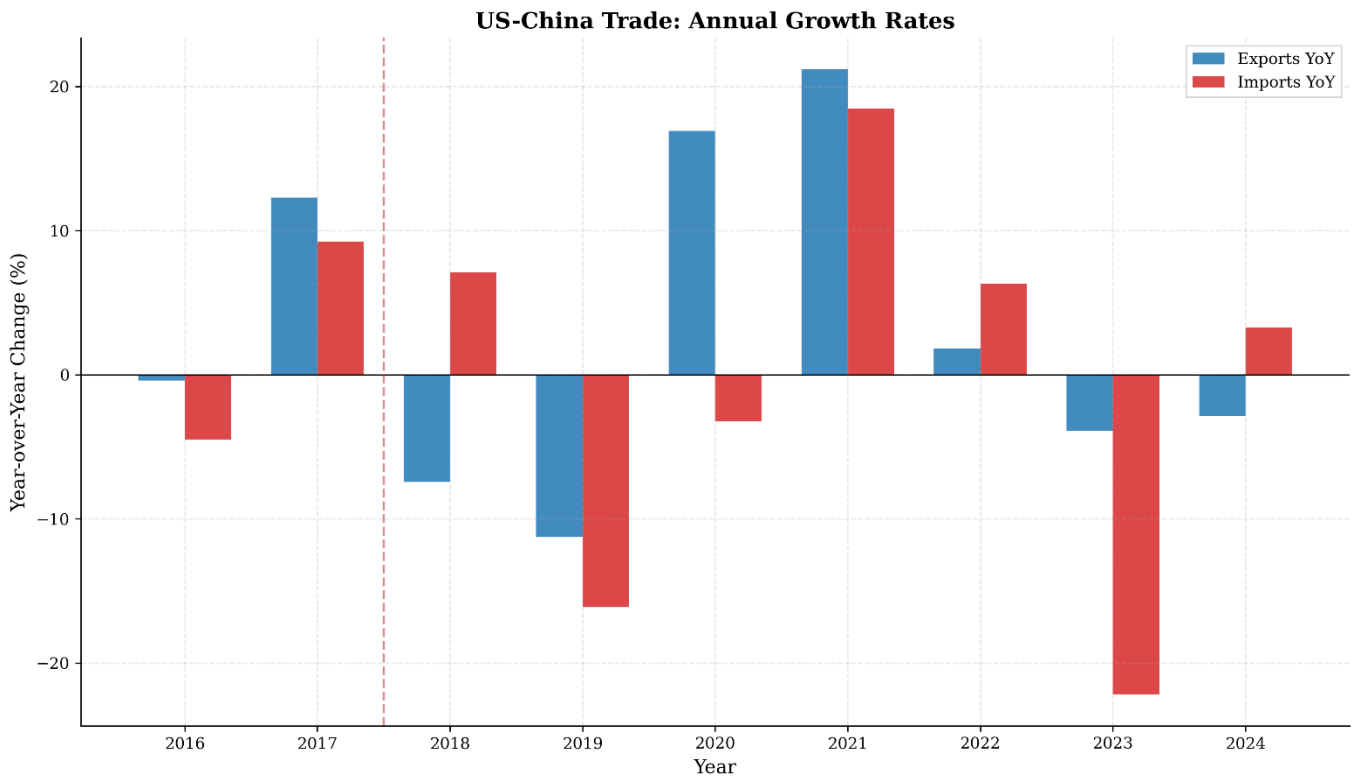 US-China Trade: Annual Growth Rates
Exports YoY
Imports YoY
Year-over-Year Change (%)
20
10
0
−10
−20
2016 2017 2018 2019 2020 2021 2022 2023 2024
Year